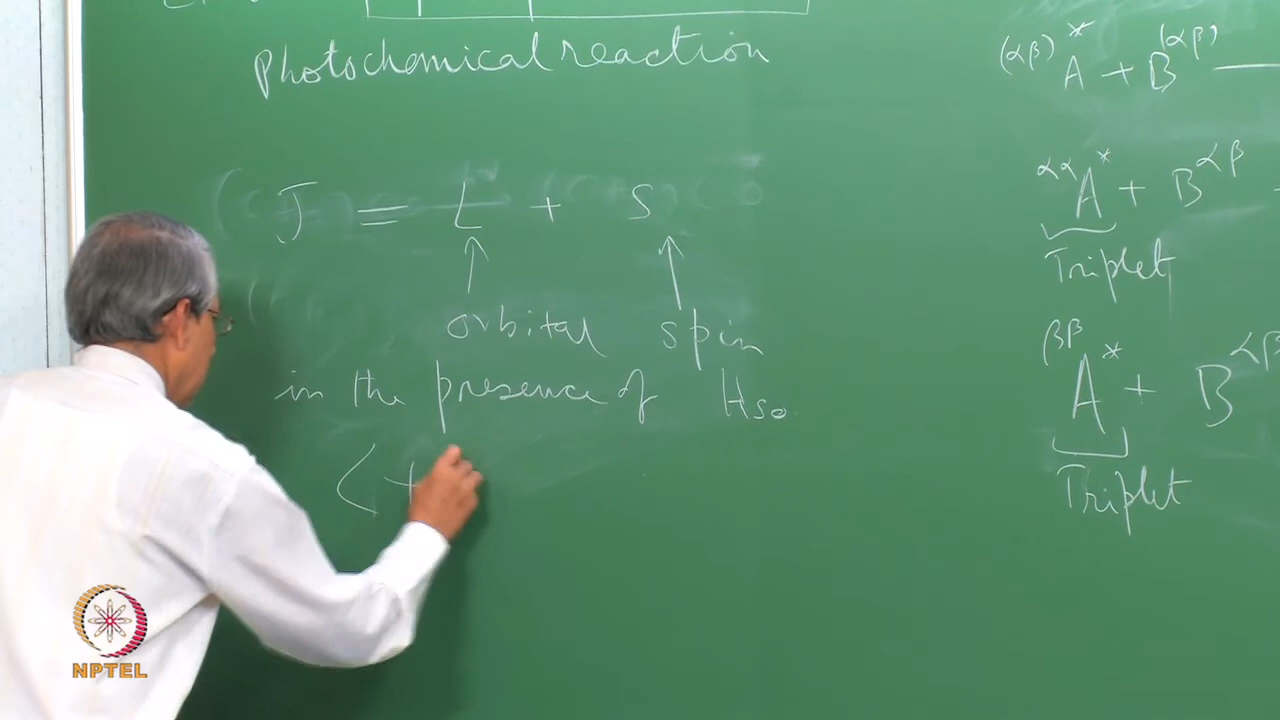 photochemical reaction
J = L + S
orbital spin
in the presence of Hso
(αβ) A* + B(αβ)
αα A* + B αβ
Triplet
ββ A* + B αβ
Triplet
NPTEL